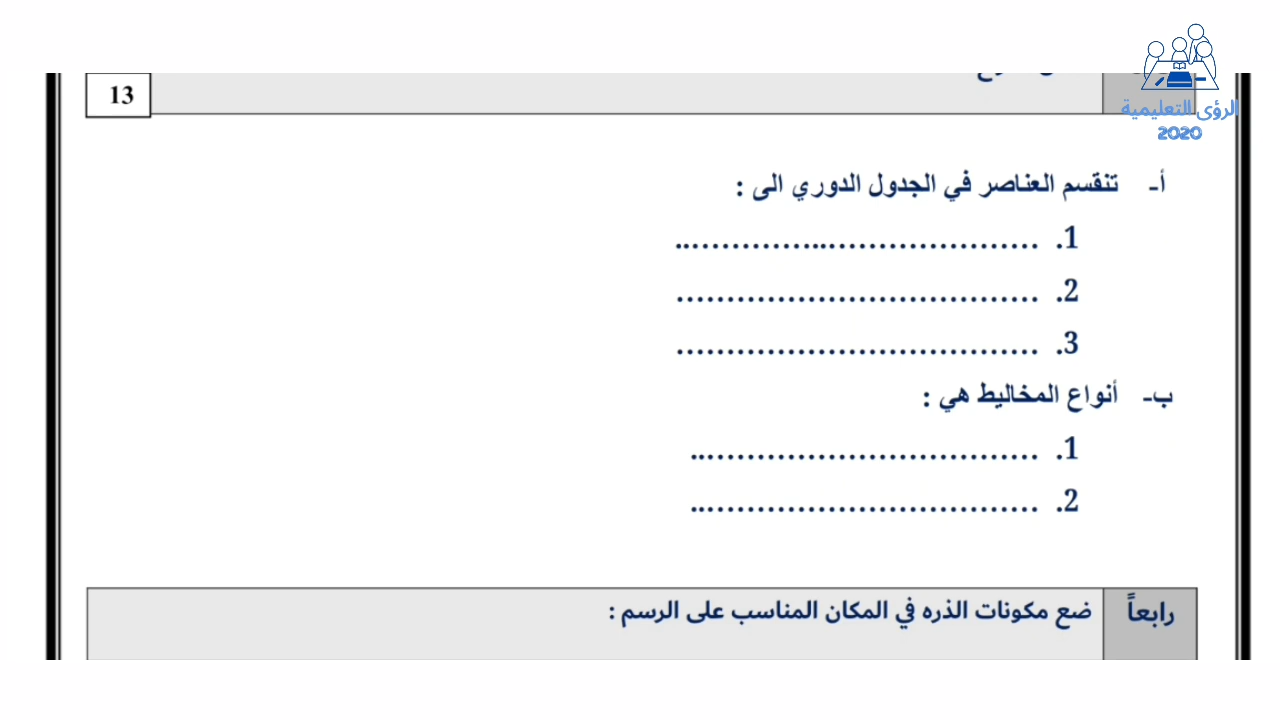 الرؤى التعليمية
2020
13
أ- تنقسم العناصر في الجدول الدوري الى :
1. ......................................
2. ......................................
3. ......................................
ب- أنواع المخاليط هي :
1. ......................................
2. ......................................
رابعاً ضع مكونات الذره في المكان المناسب على الرسم :